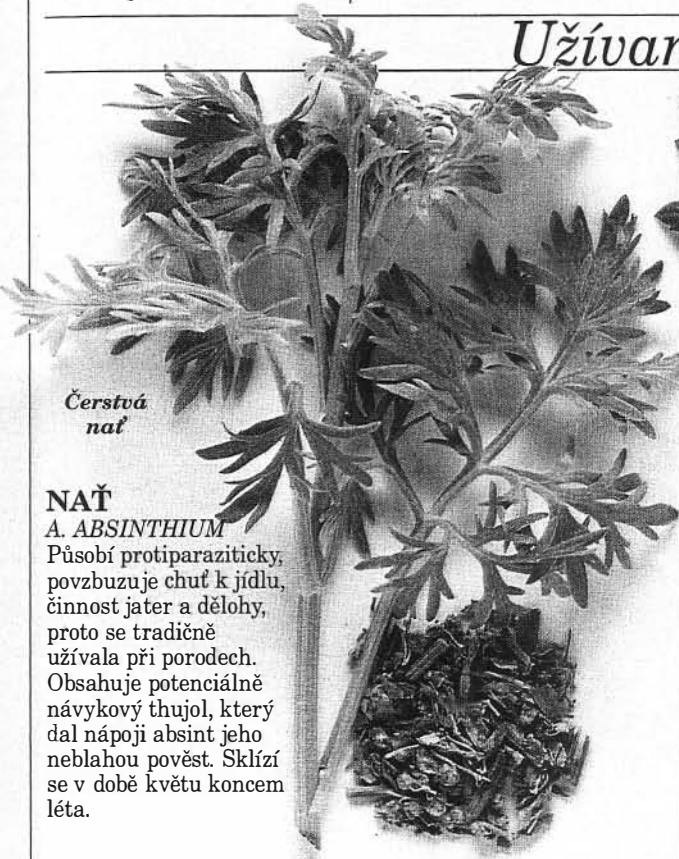 Užívan
Čerstvá
nať
NAŤ
A. ABSINTHIUM
Působí protiparaziticky,
povzbuzuje chuť k jídlu,
činnost jater a dělohy,
proto se tradičně
užívala při porodech.
Obsahuje potenciálně
návykový thujol, který
dal nápoji absint jeho
neblahou pověst. Sklízí
se v době květu koncem
léta.